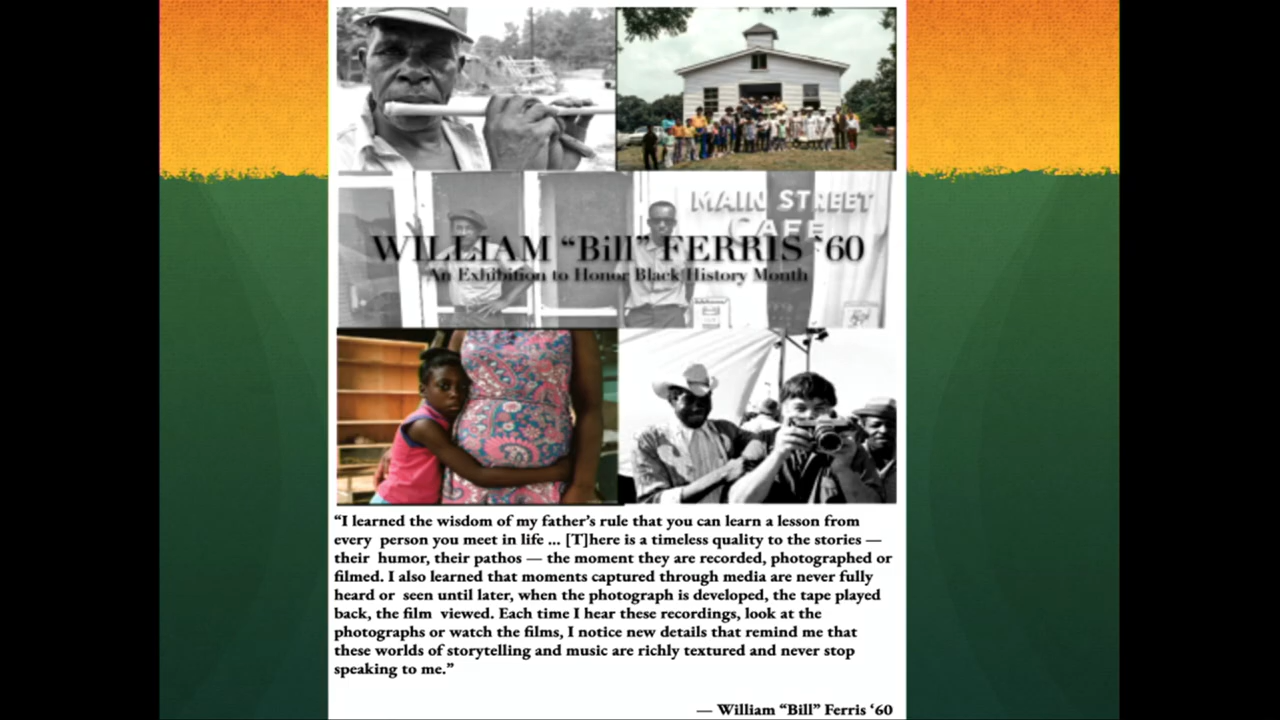 MAIN STREET
CAFE
WILLIAM “Bill” FERRIS ‘60
An Exhibition to Honor Black History Month
“I learned the wisdom of my father’s rule that you can learn a lesson from
every person you meet in life ... [T]here is a timeless quality to the stories —
their humor, their pathos — the moment they are recorded, photographed or
filmed. I also learned that moments captured through media are never fully
heard or seen until later, when the photograph is developed, the tape played
back, the film viewed. Each time I hear these recordings, look at the
photographs or watch the films, I notice new details that remind me that
these worlds of storytelling and music are richly textured and never stop
speaking to me.”
— William “Bill” Ferris ‘60